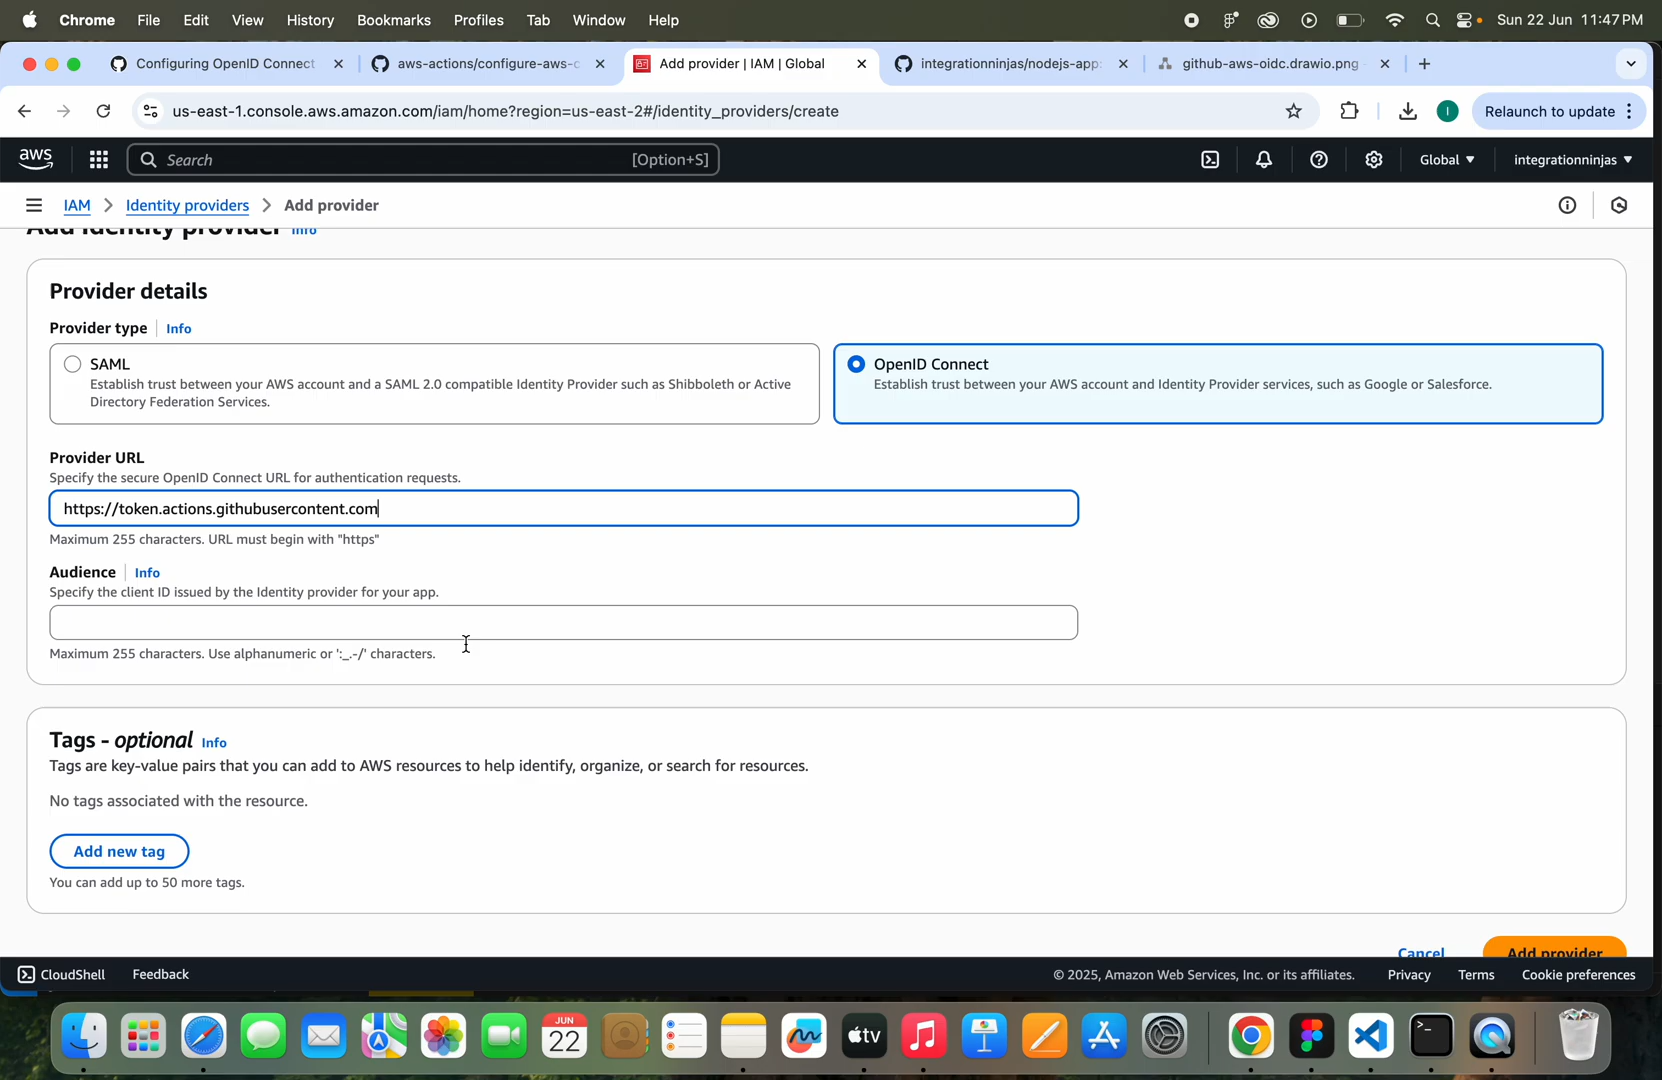 Chrome File Edit View History Bookmarks Profiles Tab Window Help Sun 22 Jun 11:47 PM
Configuring OpenID Connect aws-actions/configure-aws-c Add provider | IAM | Global integrationninjas/nodejs-app github-aws-oidc.drawio.png
us-east-1.console.aws.amazon.com/iam/home?region=us-east-2#/identity_providers/create I Relaunch to update
aws Search [Option+S] Global integrationninjas
IAM Identity providers Add provider
Add identity provider Info
Provider details
Provider type Info
SAML
Establish trust between your AWS account and a SAML 2.0 compatible Identity Provider such as Shibboleth or Active
Directory Federation Services.
OpenID Connect
Establish trust between your AWS account and Identity Provider services, such as Google or Salesforce.
Provider URL
Specify the secure OpenID Connect URL for authentication requests.
https://token.actions.githubusercontent.com
Maximum 255 characters. URL must begin with "https"
Audience Info
Specify the client ID issued by the Identity provider for your app.
Maximum 255 characters. Use alphanumeric or ':_.-/' characters.
Tags - optional Info
Tags are key-value pairs that you can add to AWS resources to help identify, organize, or search for resources.
No tags associated with the resource.
Add new tag
You can add up to 50 more tags.
Cancel Add provider
CloudShell Feedback © 2025, Amazon Web Services, Inc. or its affiliates. Privacy Terms Cookie preferences
JUN
22
tv